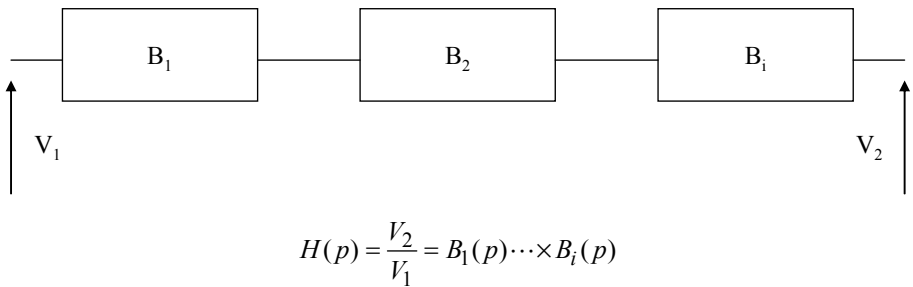 B₁ B₂ Bᵢ
V₁ V₂
H(p) = V₂/V₁ = B₁(p)⋯×Bᵢ(p)